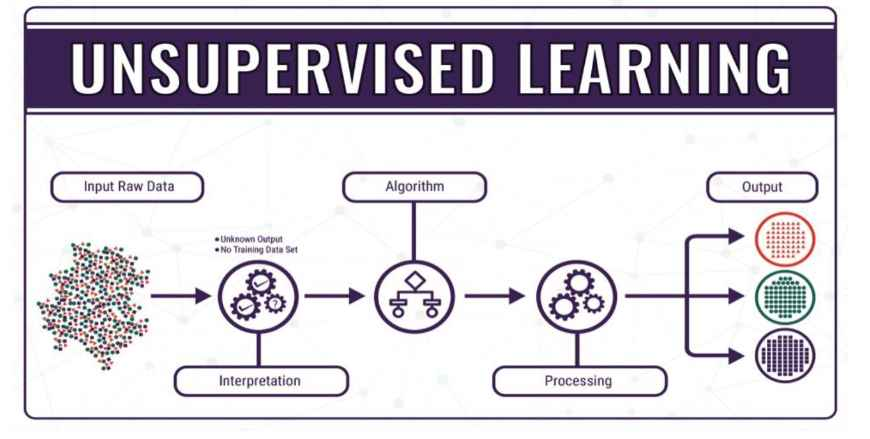 UNSUPERVISED LEARNING
Input Raw Data
Algorithm
Output
•Unknown Output
•No Training Data Set
?
Interpretation
Processing